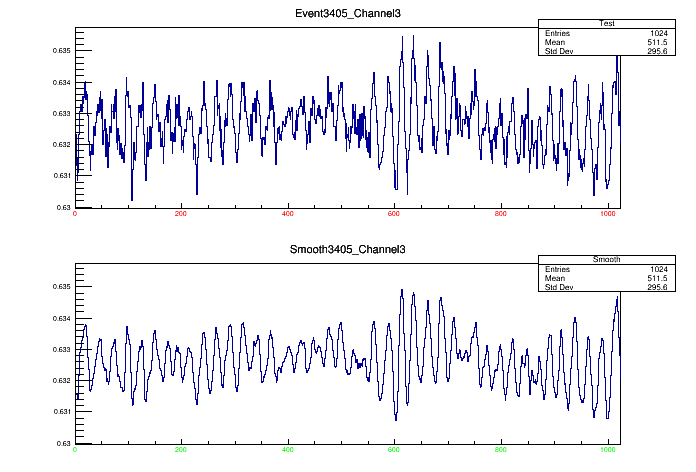 Event3405_Channel3
Test
Entries 1024
Mean 511.5
Std Dev 295.6
0.635
0.634
0.633
0.632
0.631
0.63
0 200 400 600 800 1000
Smooth3405_Channel3
Smooth
Entries 1024
Mean 511.5
Std Dev 295.6
0.635
0.634
0.633
0.632
0.631
0.63
0 200 400 600 800 1000